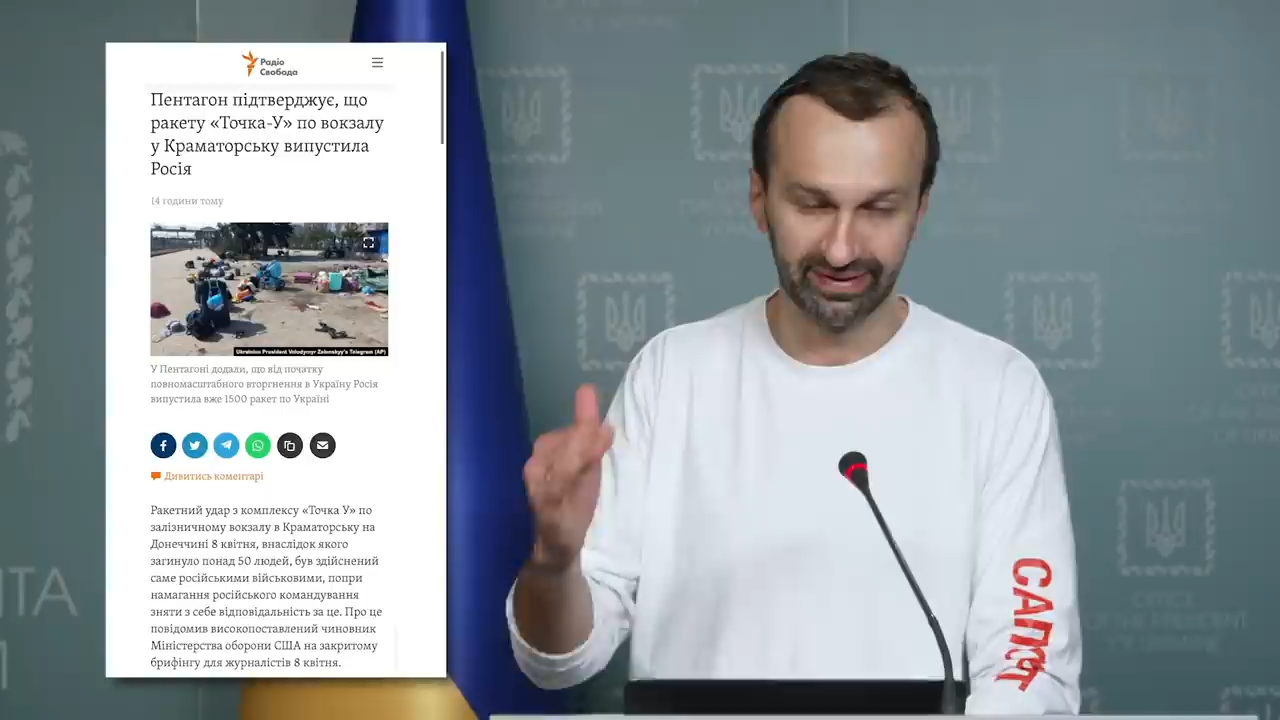 Радіо
Свобода
Пентагон підтверджує, що
ракету «Точка-У» по вокзалу
у Краматорську випустила
Росія
14 години тому
Ukrainian President Volodymyr Zelenskyy's Telegram (AP)
У Пентагоні додали, що від початку
повномасштабного вторгнення в Україну Росія
випустила вже 1500 ракет по Україні
Дивитись коментарі
Ракетний удар з комплексу «Точка У» по
залізничному вокзалу в Краматорську на
Донеччині 8 квітня, внаслідок якого
загинуло понад 50 людей, був здійснений
саме російськими військовими, попри
намагання російського командування
зняти з себе відповідальність за це. Про це
повідомив високопоставлений чиновник
Міністерства оборони США на закритому
брифінгу для журналістів 8 квітня.